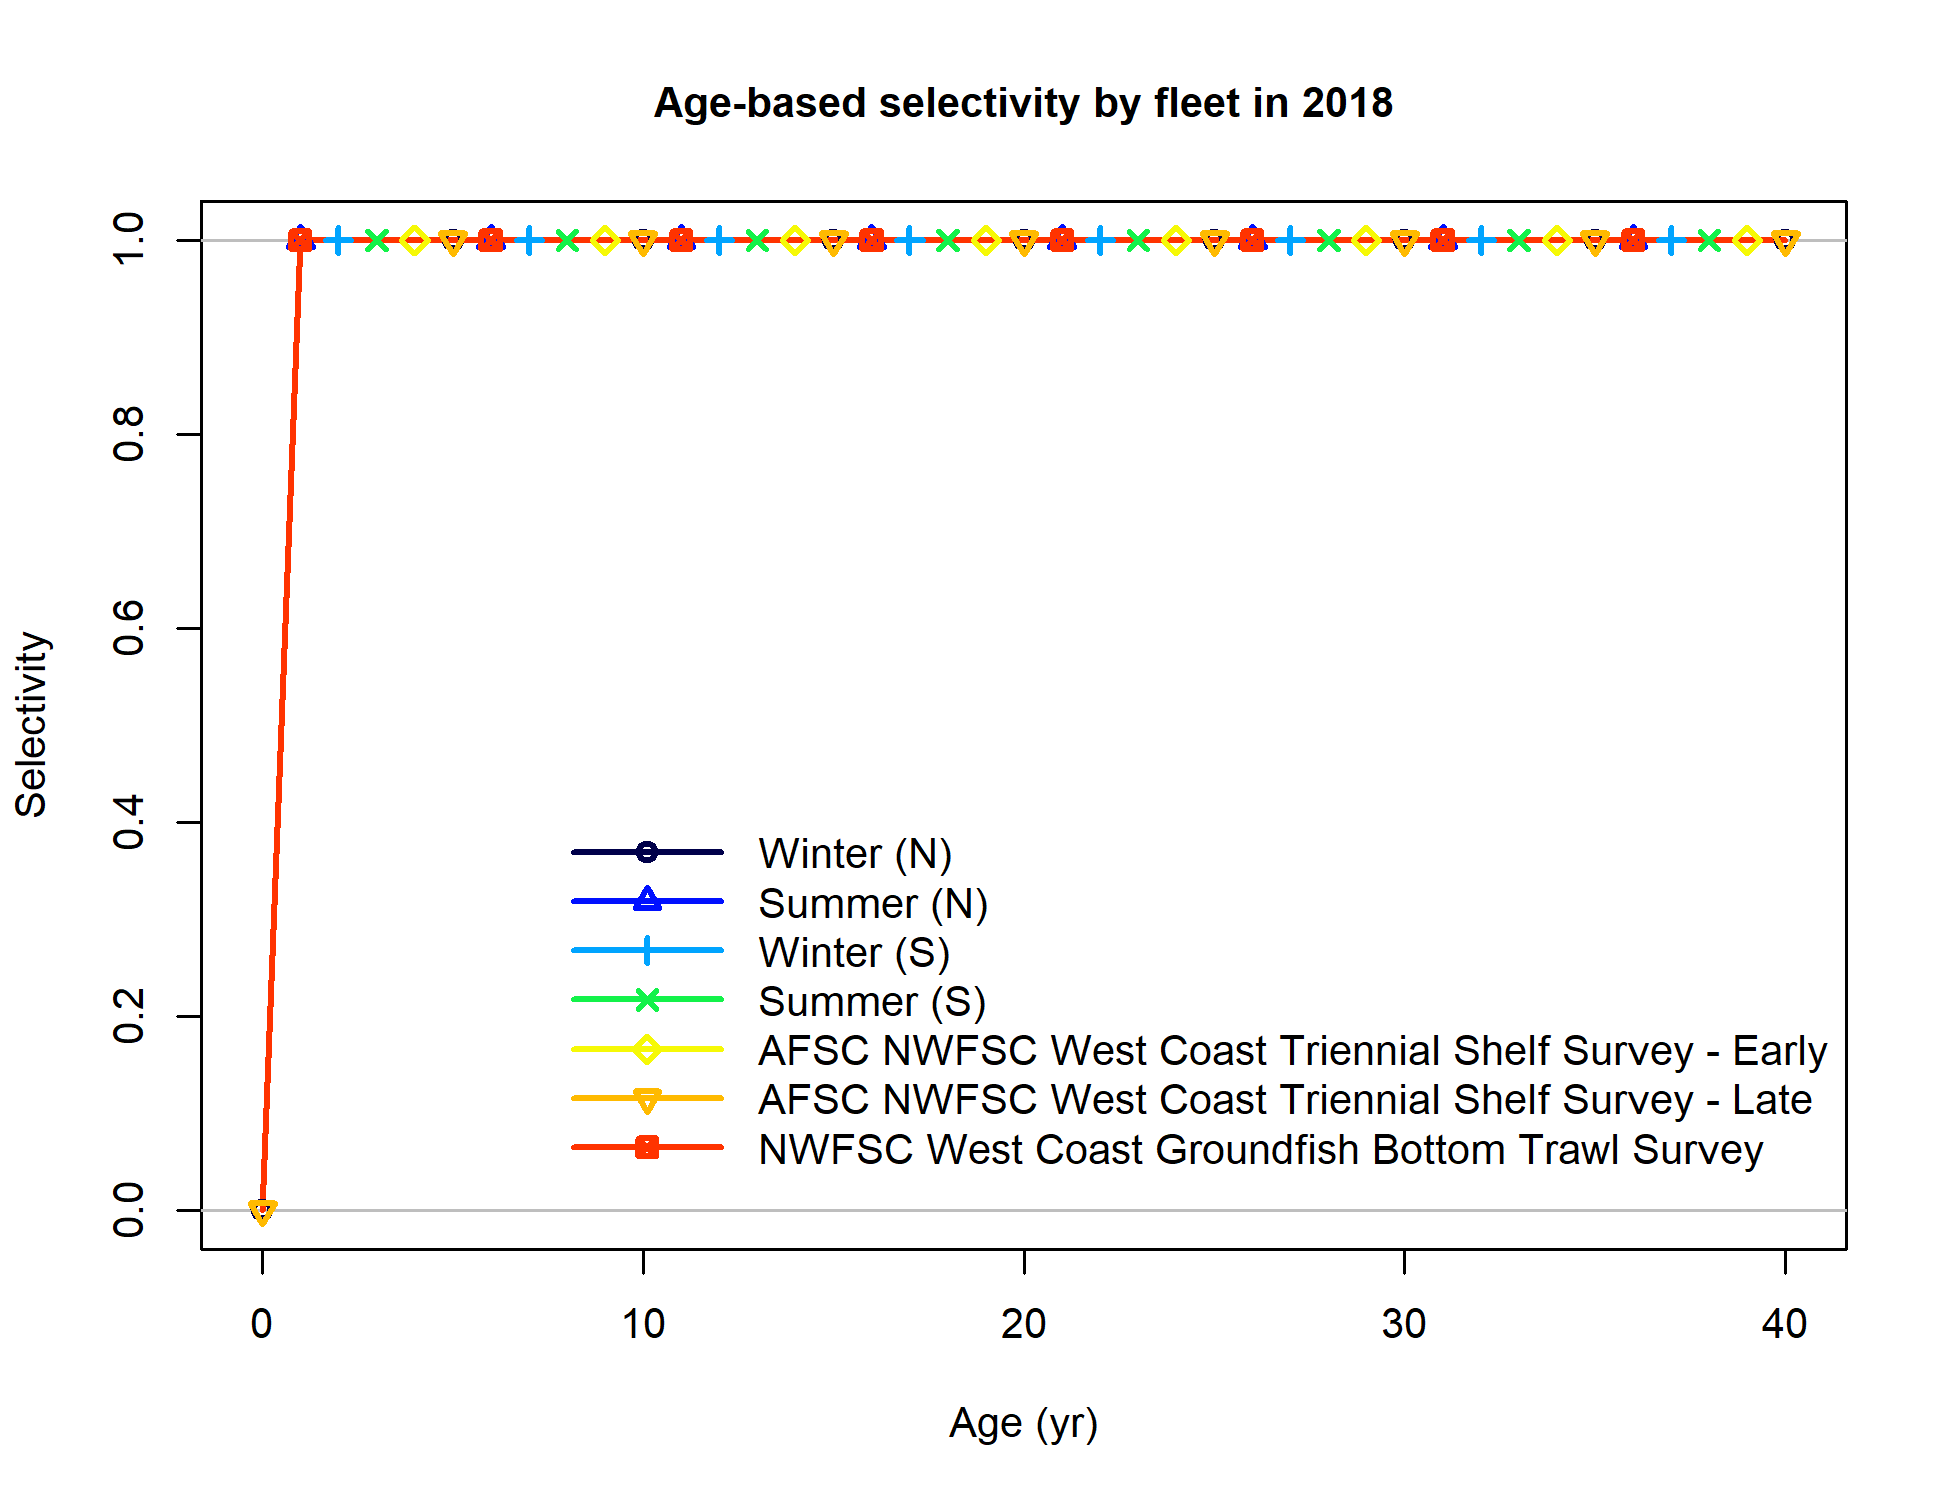 Age-based selectivity by fleet in 2018
1.0
0.8
0.6
0.4
0.2
0.0
Selectivity
Winter (N)
Summer (N)
Winter (S)
Summer (S)
AFSC NWFSC West Coast Triennial Shelf Survey - Early
AFSC NWFSC West Coast Triennial Shelf Survey - Late
NWFSC West Coast Groundfish Bottom Trawl Survey
0 10 20 30 40
Age (yr)